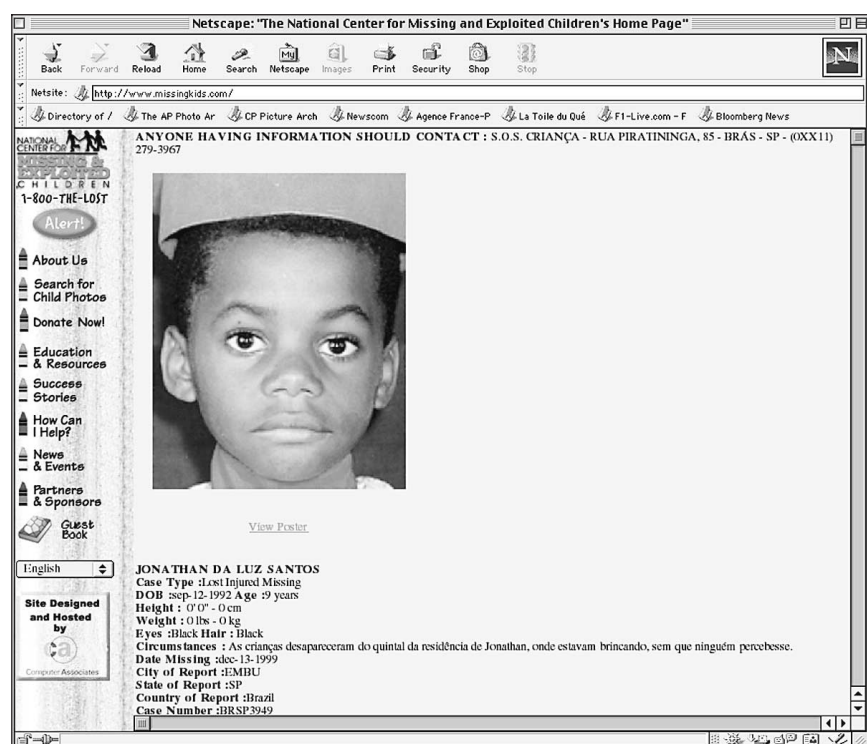 Netscape: "The National Center for Missing and Exploited Children's Home Page"
Back Forward Reload Home Search Netscape Images Print Security Shop Stop
My
N
Netsite: http://www.missingkids.com/
Directory of / The AP Photo Ar CP Picture Arch Newscom Agence France-P La Toile du Qué F1-Live.com - F Bloomberg News
NATIONAL
CENTER FOR
MISSING &
EXPLOITED
CHILDREN
1-800-THE-LOST
Alert!
About Us
Search for
Child Photos
Donate Now!
Education
& Resources
Success
Stories
How Can
I Help?
News
& Events
Partners
& Sponsors
Guest
Book
English
Site Designed
and Hosted
by
ca
Computer Associates
ANYONE HAVING INFORMATION SHOULD CONTACT : S.O.S. CRIANÇA - RUA PIRATININGA, 85 - BRÁS - SP - (0XX11)
279-3967
View Poster
JONATHAN DA LUZ SANTOS
Case Type :Lost Injured Missing
DOB :sep-12-1992 Age :9 years
Height : 0' 0" - 0 cm
Weight : 0 lbs - 0 kg
Eyes :Black Hair : Black
Circumstances : As crianças desapareceram do quintal da residência de Jonathan, onde estavam brincando, sem que ninguém percebesse.
Date Missing :dec-13-1999
City of Report :EMBU
State of Report :SP
Country of Report :Brazil
Case Number :BRSP3949